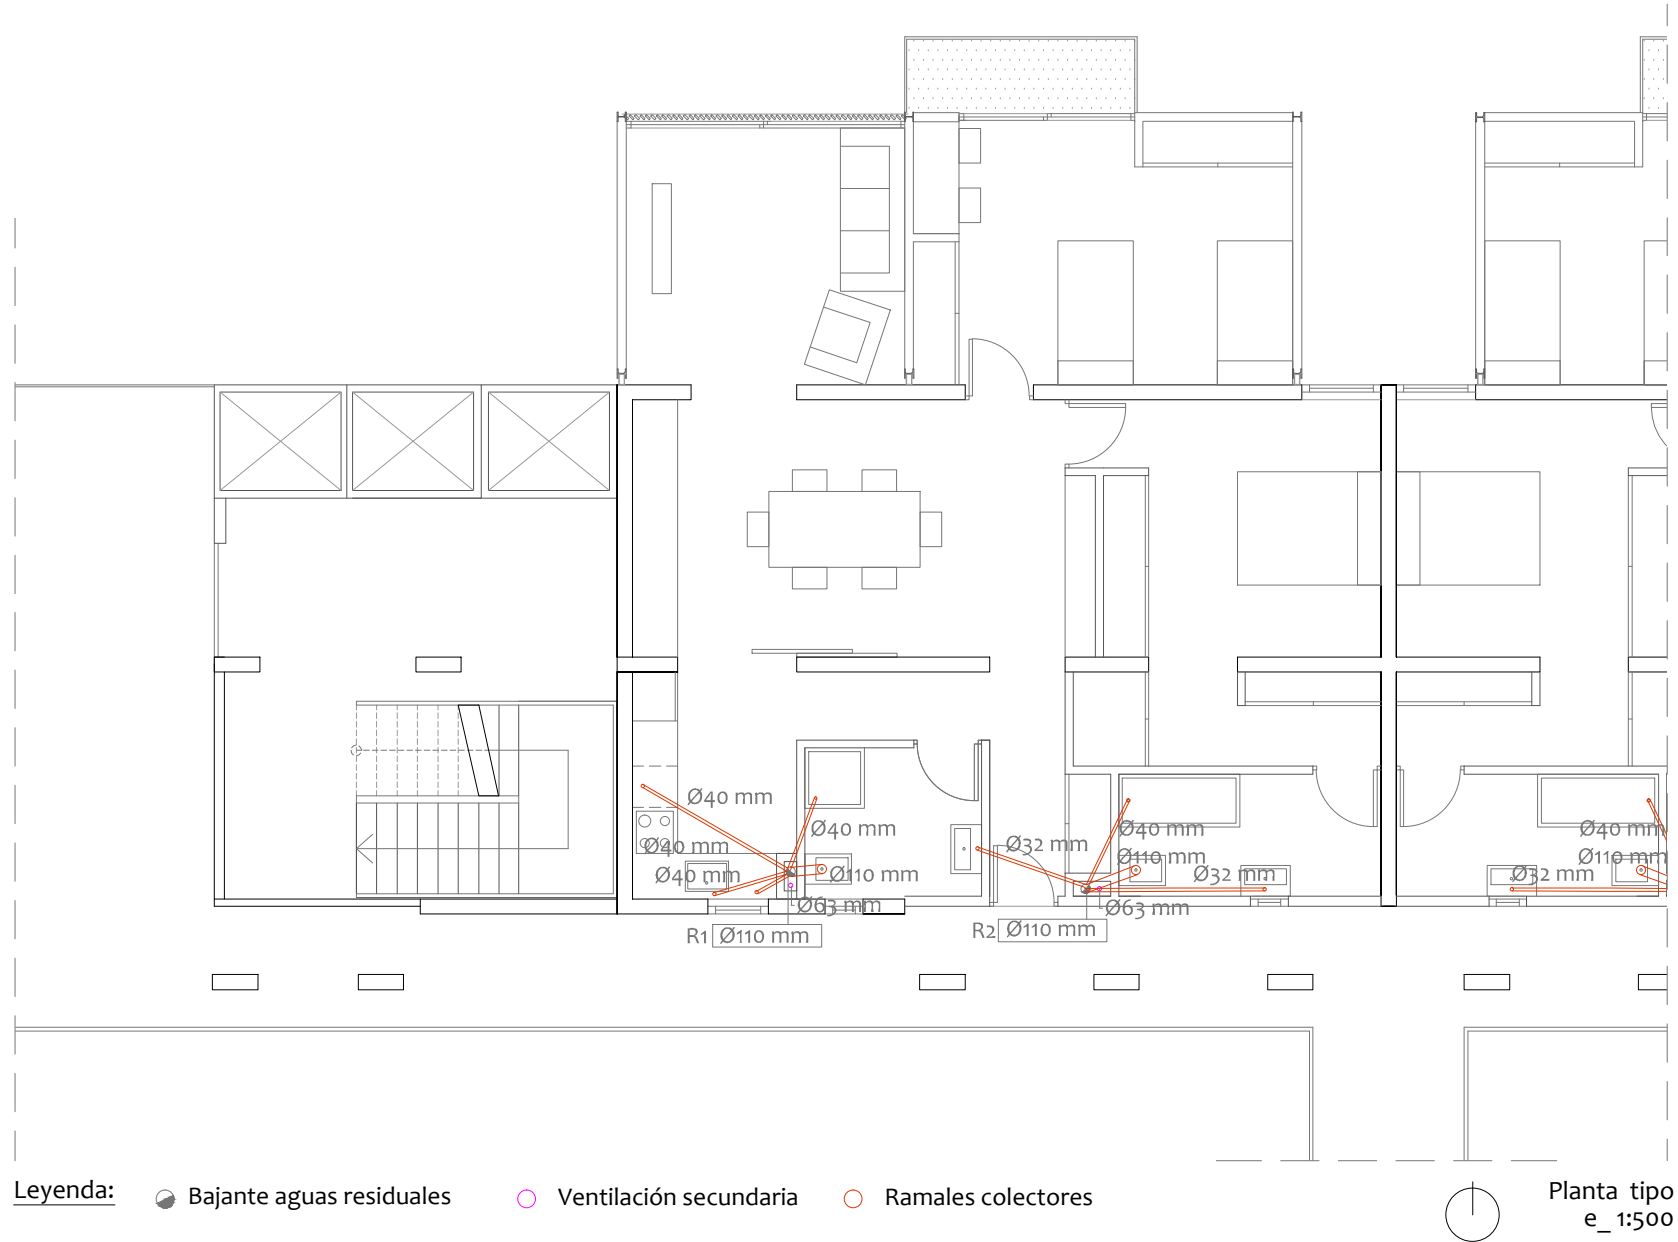 Ø40 mm
Ø40 mm
Ø40 mm
Ø40 mm
Ø110 mm
Ø63 mm
R1 Ø110 mm
Ø32 mm
Ø40 mm
Ø110 mm
Ø32 mm
Ø63 mm
R2 Ø110 mm
Ø40 mm
Ø110 mm
Ø32 mm
Leyenda:
Bajante aguas residuales
Ventilación secundaria
Ramales colectores
Planta tipo
e_ 1:500